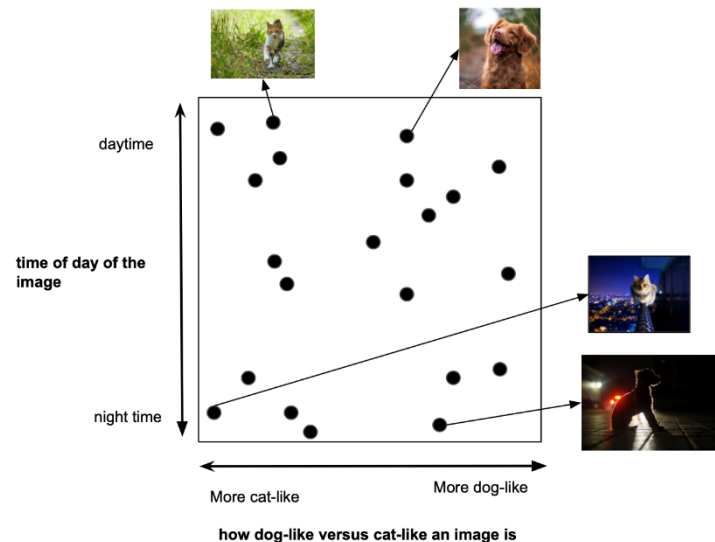 daytime
time of day of the
image
night time
More cat-like
More dog-like
how dog-like versus cat-like an image is